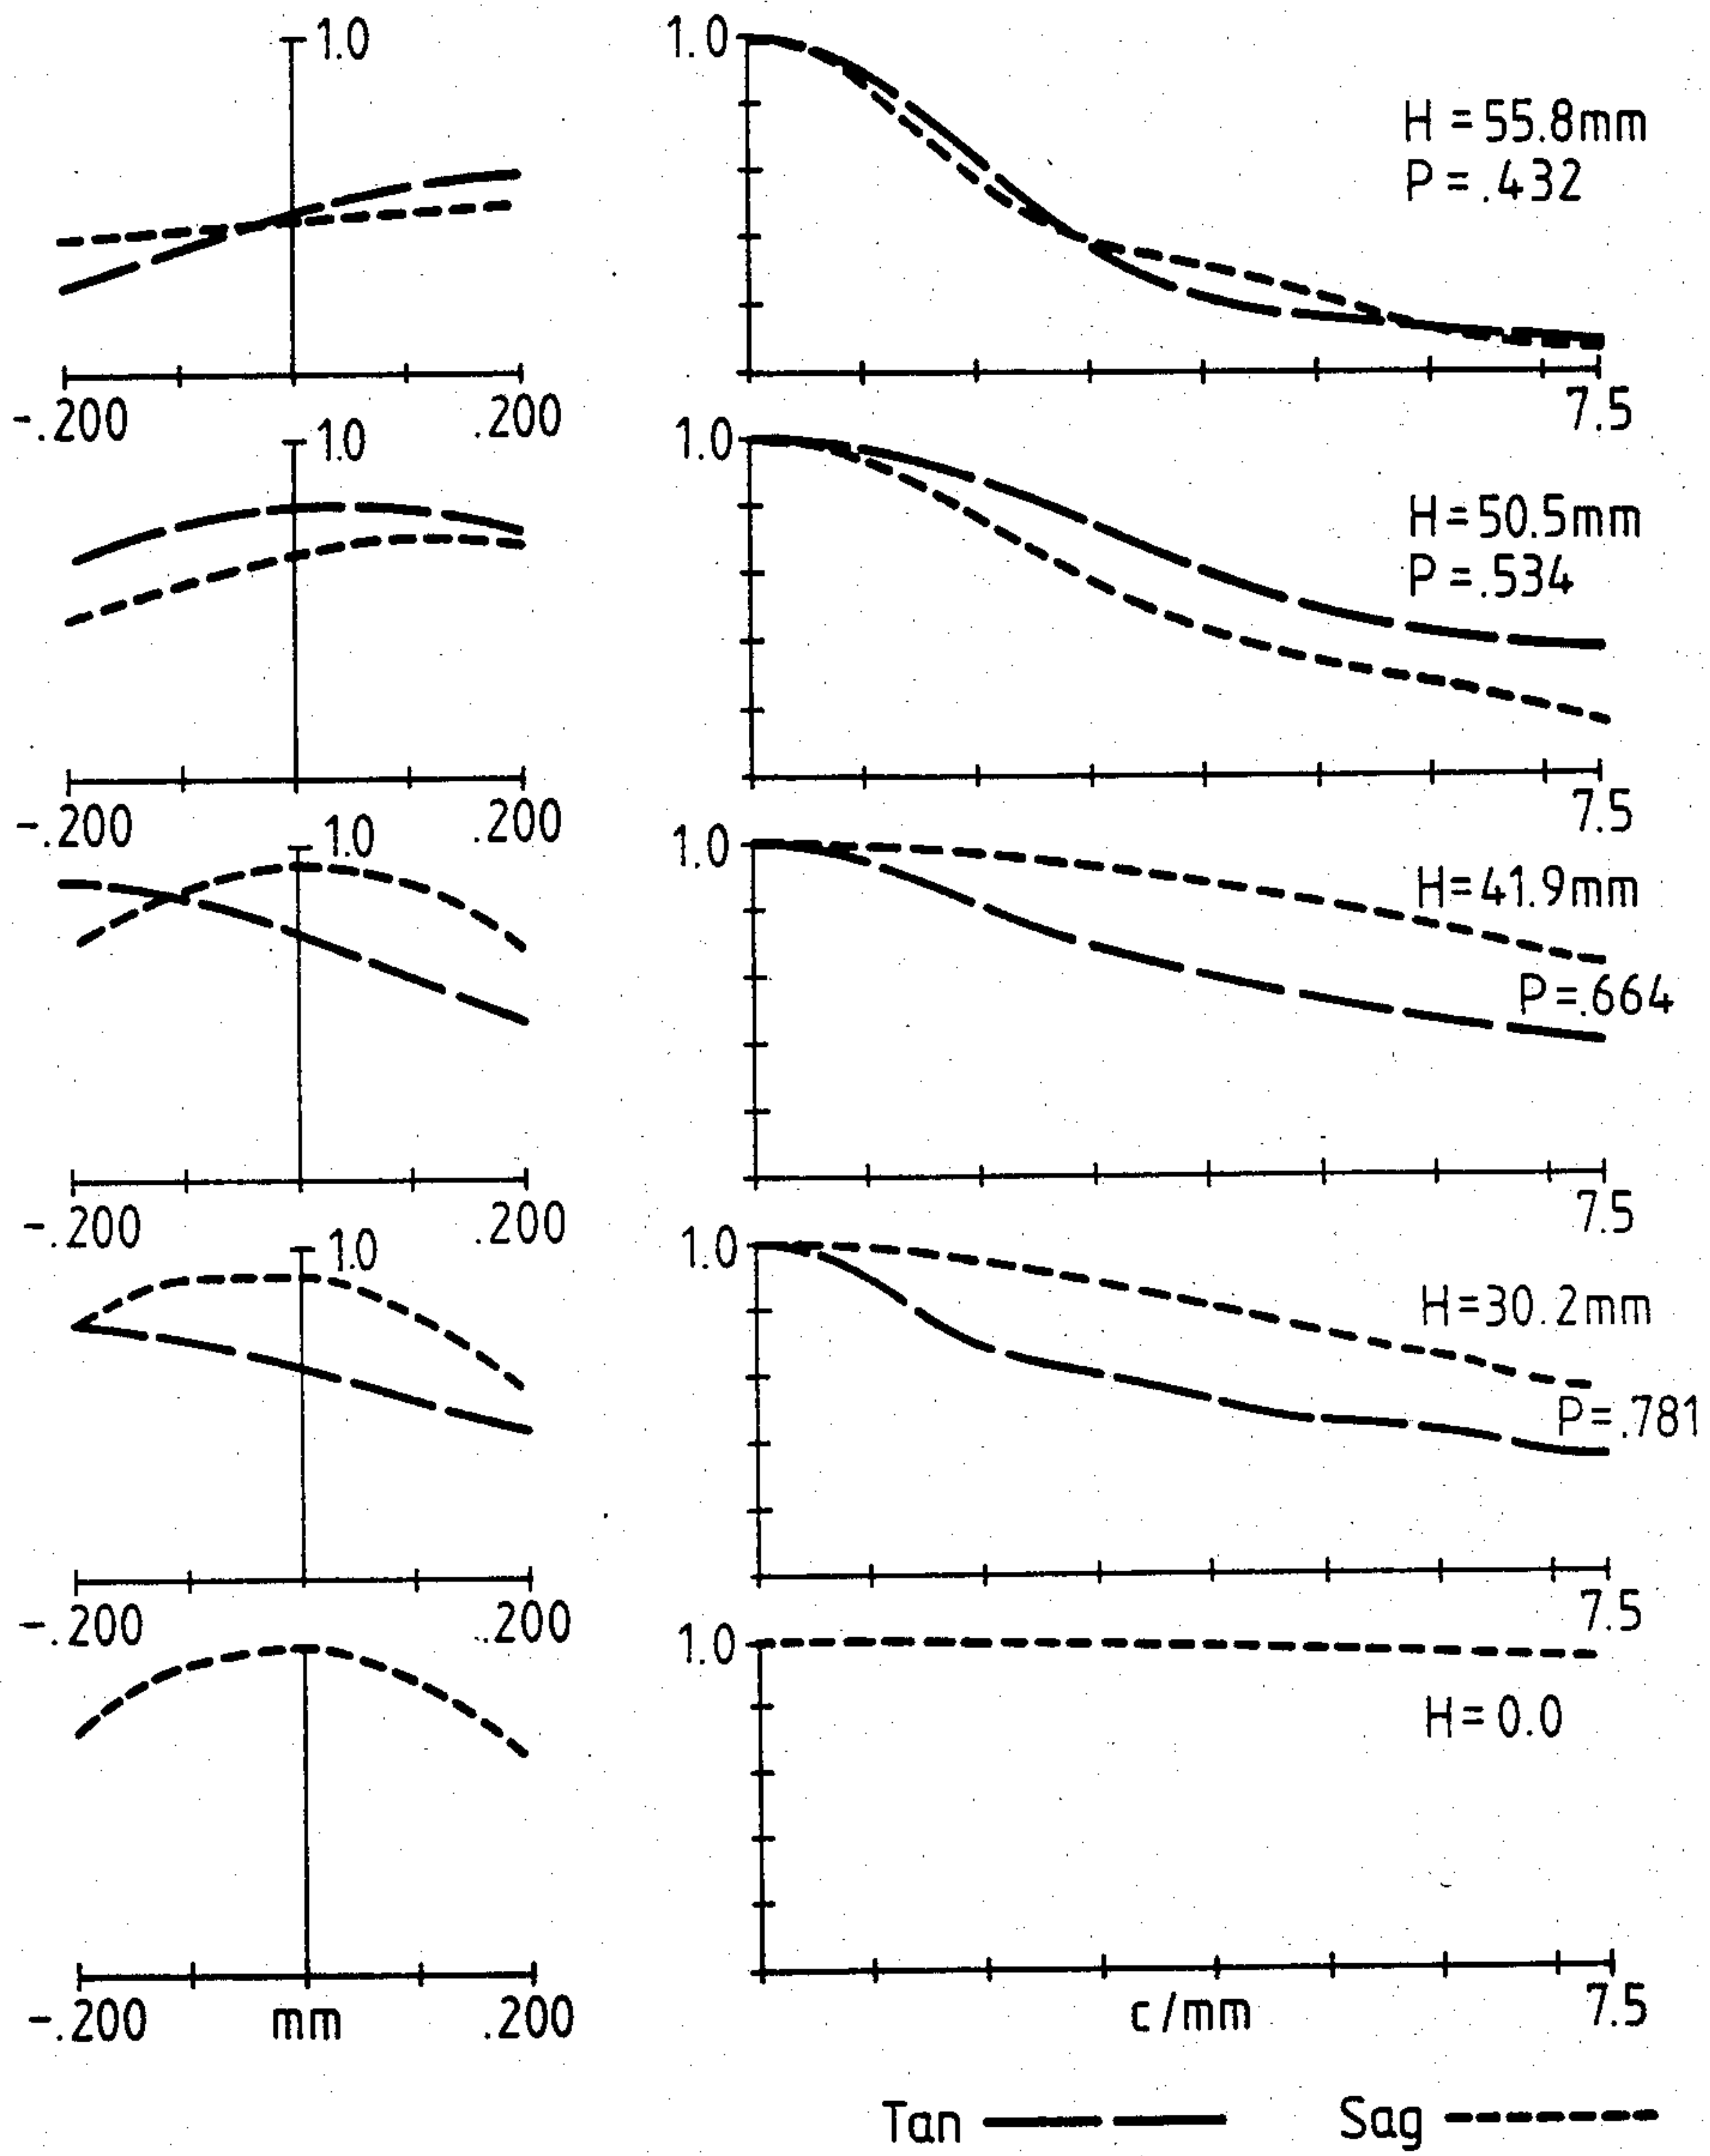 1.0
1.0
H = 55.8mm
P = .432
-.200
.200
7.5
1.0
1.0
H = 50.5mm
P = .534
-.200
.200
7.5
1.0
1.0
H = 41.9mm
P = .664
-.200
.200
7.5
1.0
1.0
H = 30.2mm
P = .781
-.200
.200
7.5
1.0
H = 0.0
-.200
mm
.200
c/mm
7.5
Tan
Sag